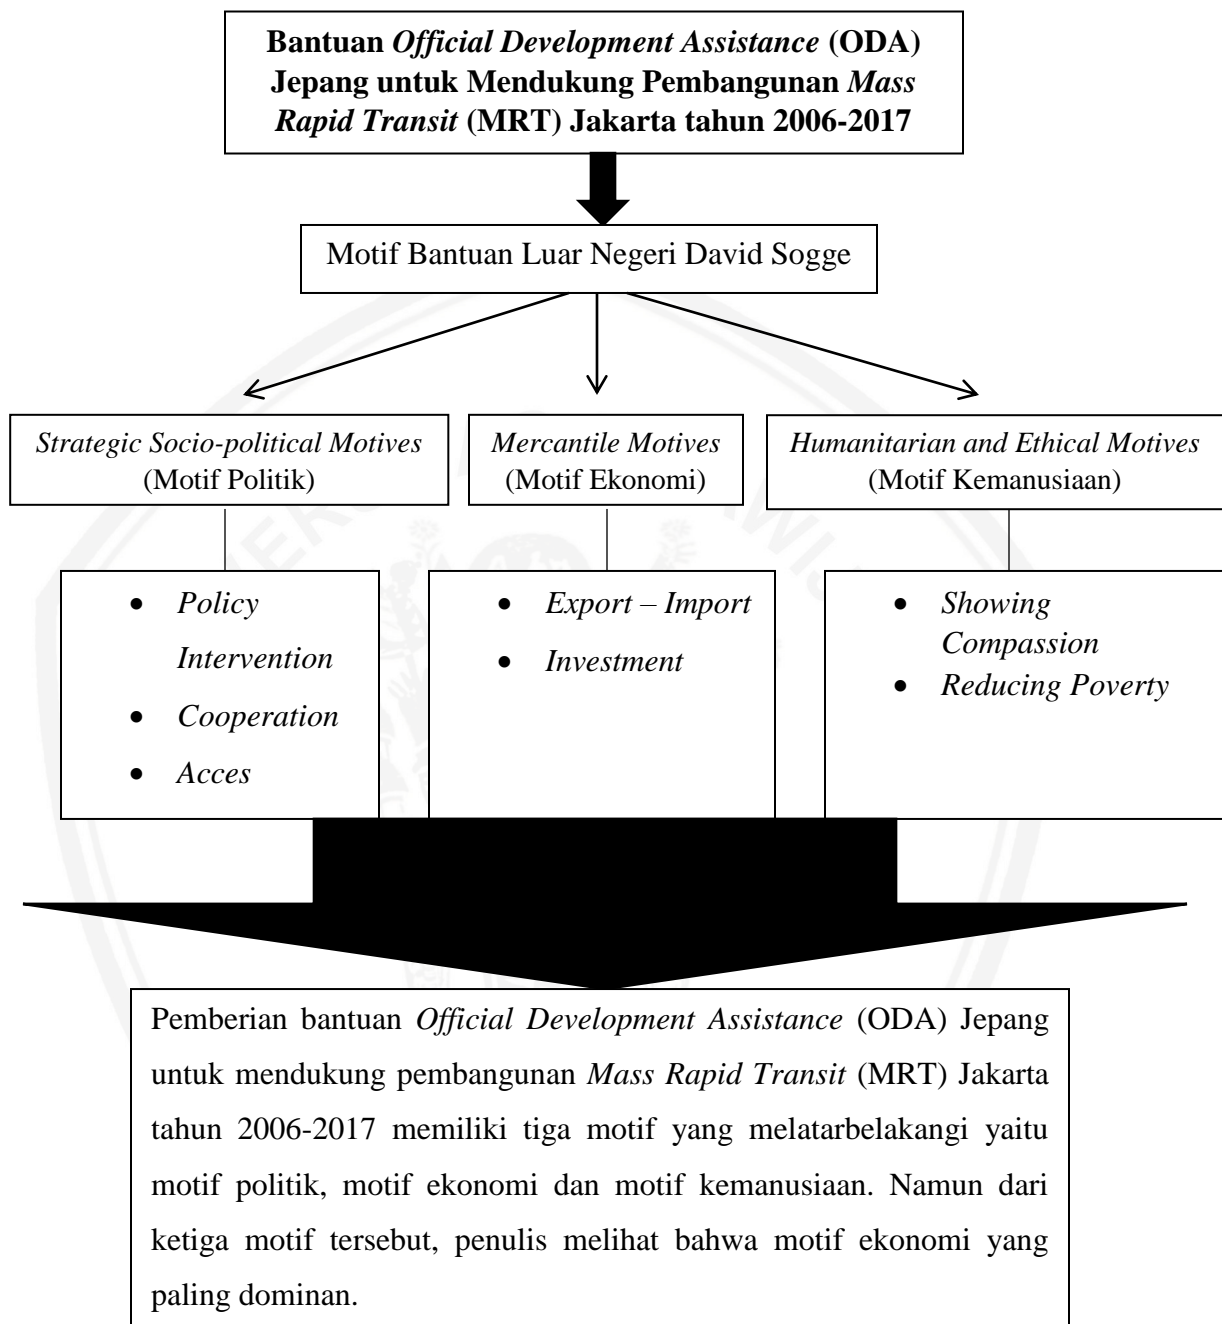 Bantuan Official Development Assistance (ODA)
Jepang untuk Mendukung Pembangunan Mass
Rapid Transit (MRT) Jakarta tahun 2006-2017
Motif Bantuan Luar Negeri David Sogge
Strategic Socio-political Motives
(Motif Politik)
Mercantile Motives
(Motif Ekonomi)
Humanitarian and Ethical Motives
(Motif Kemanusiaan)
• Policy
Intervention
• Cooperation
• Acces
• Export – Import
• Investment
• Showing
Compassion
• Reducing Poverty
Pemberian bantuan Official Development Assistance (ODA) Jepang
untuk mendukung pembangunan Mass Rapid Transit (MRT) Jakarta
tahun 2006-2017 memiliki tiga motif yang melatarbelakangi yaitu
motif politik, motif ekonomi dan motif kemanusiaan. Namun dari
ketiga motif tersebut, penulis melihat bahwa motif ekonomi yang
paling dominan.